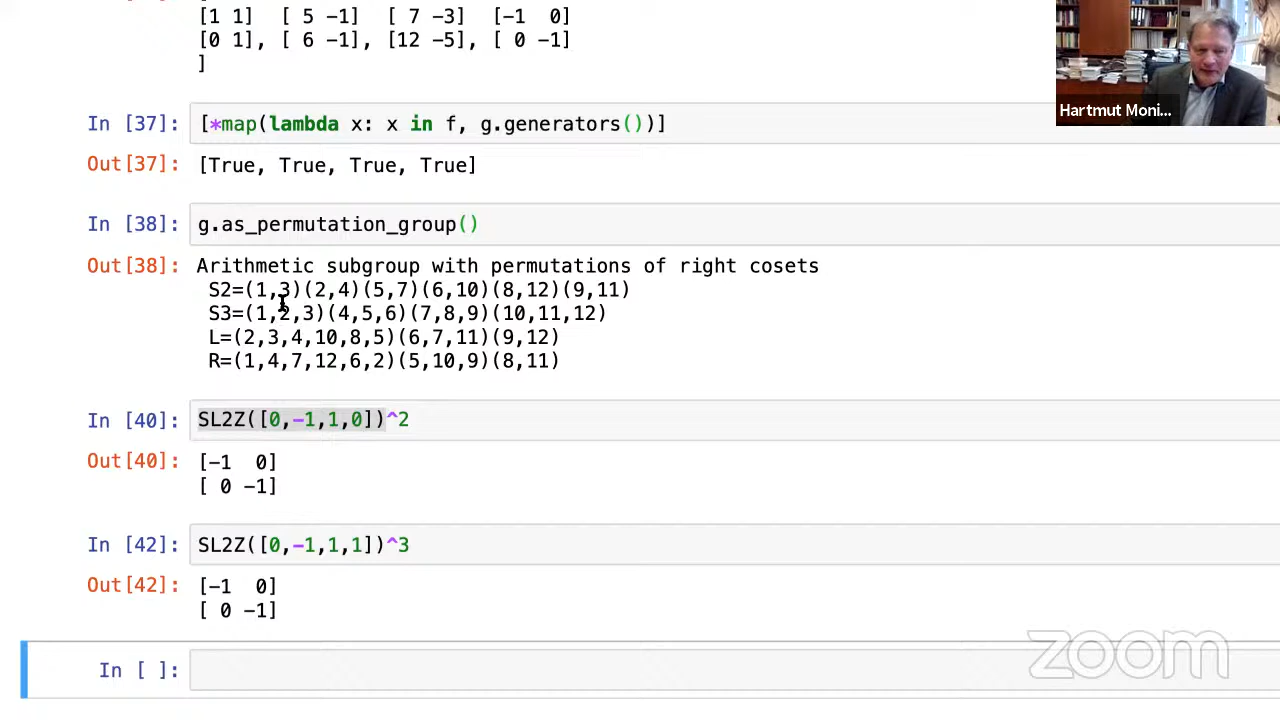 [1 1] [ 5 -1] [ 7 -3] [-1 0]
[0 1], [ 6 -1], [12 -5], [ 0 -1]
]
Hartmut Moni...
In [37]: [*map(lambda x: x in f, g.generators())]
Out[37]: [True, True, True, True]
In [38]: g.as_permutation_group()
Out[38]: Arithmetic subgroup with permutations of right cosets
S2=(1,3)(2,4)(5,7)(6,10)(8,12)(9,11)
S3=(1,2,3)(4,5,6)(7,8,9)(10,11,12)
L=(2,3,4,10,8,5)(6,7,11)(9,12)
R=(1,4,7,12,6,2)(5,10,9)(8,11)
In [40]: SL2Z([0,-1,1,0])^2
Out[40]: [-1 0]
[ 0 -1]
In [42]: SL2Z([0,-1,1,1])^3
Out[42]: [-1 0]
[ 0 -1]
In [ ]:
zoom